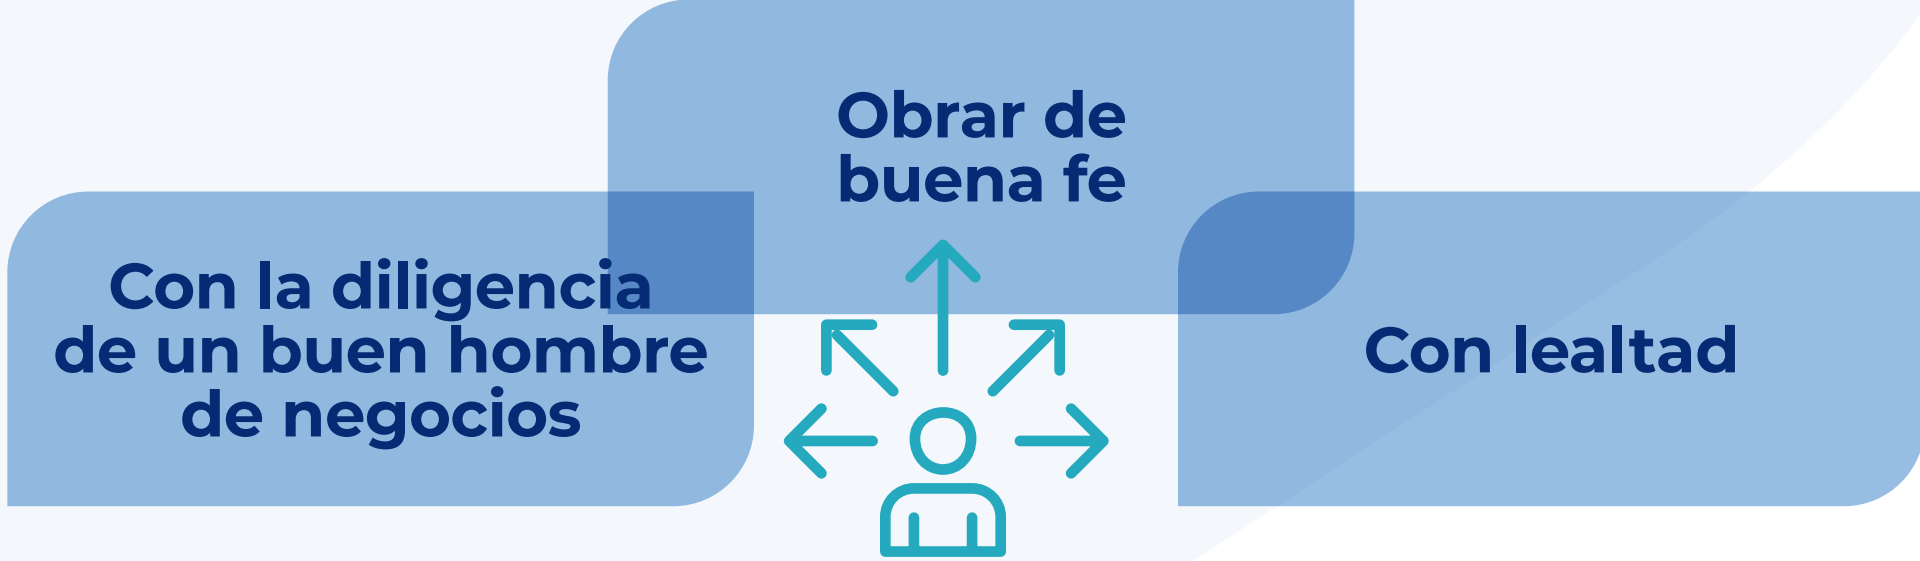 Obrar de
buena fe
Con la diligencia
de un buen hombre
de negocios
Con lealtad